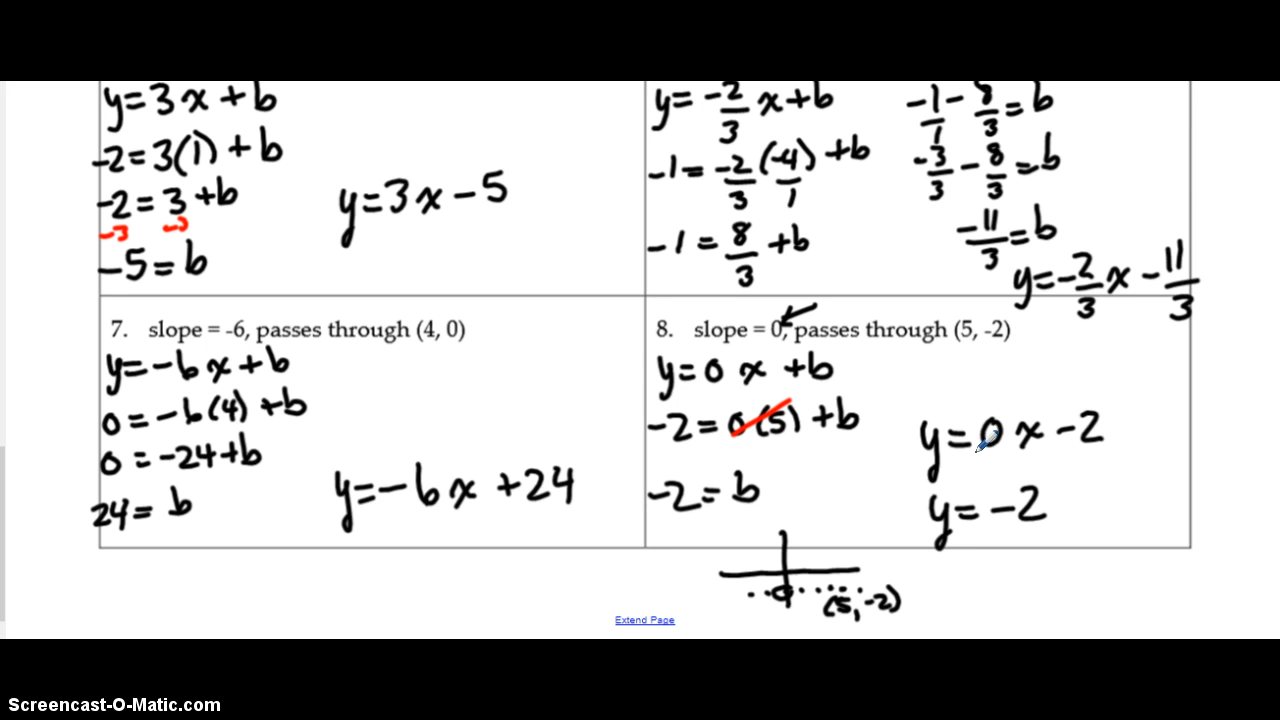 y=3x+b
-2=3(1)+b
-2=3+b
-3 -3
-5=b
y=3x-5
y=-2/3x+b
-1=-2/3(-4/1)+b
-1=8/3+b
-1/1-8/3=b
-3/3-8/3=b
-11/3=b
y=-2/3x-11/3
7. slope = -6, passes through (4, 0)
y=-6x+b
0=-6(4)+b
0=-24+b
24=b
y=-6x+24
8. slope = 0, passes through (5, -2)
y=0x+b
-2=0(5)+b
-2=b
y=0x-2
y=-2
(5,-2)
Extend Page
Screencast-O-Matic.com